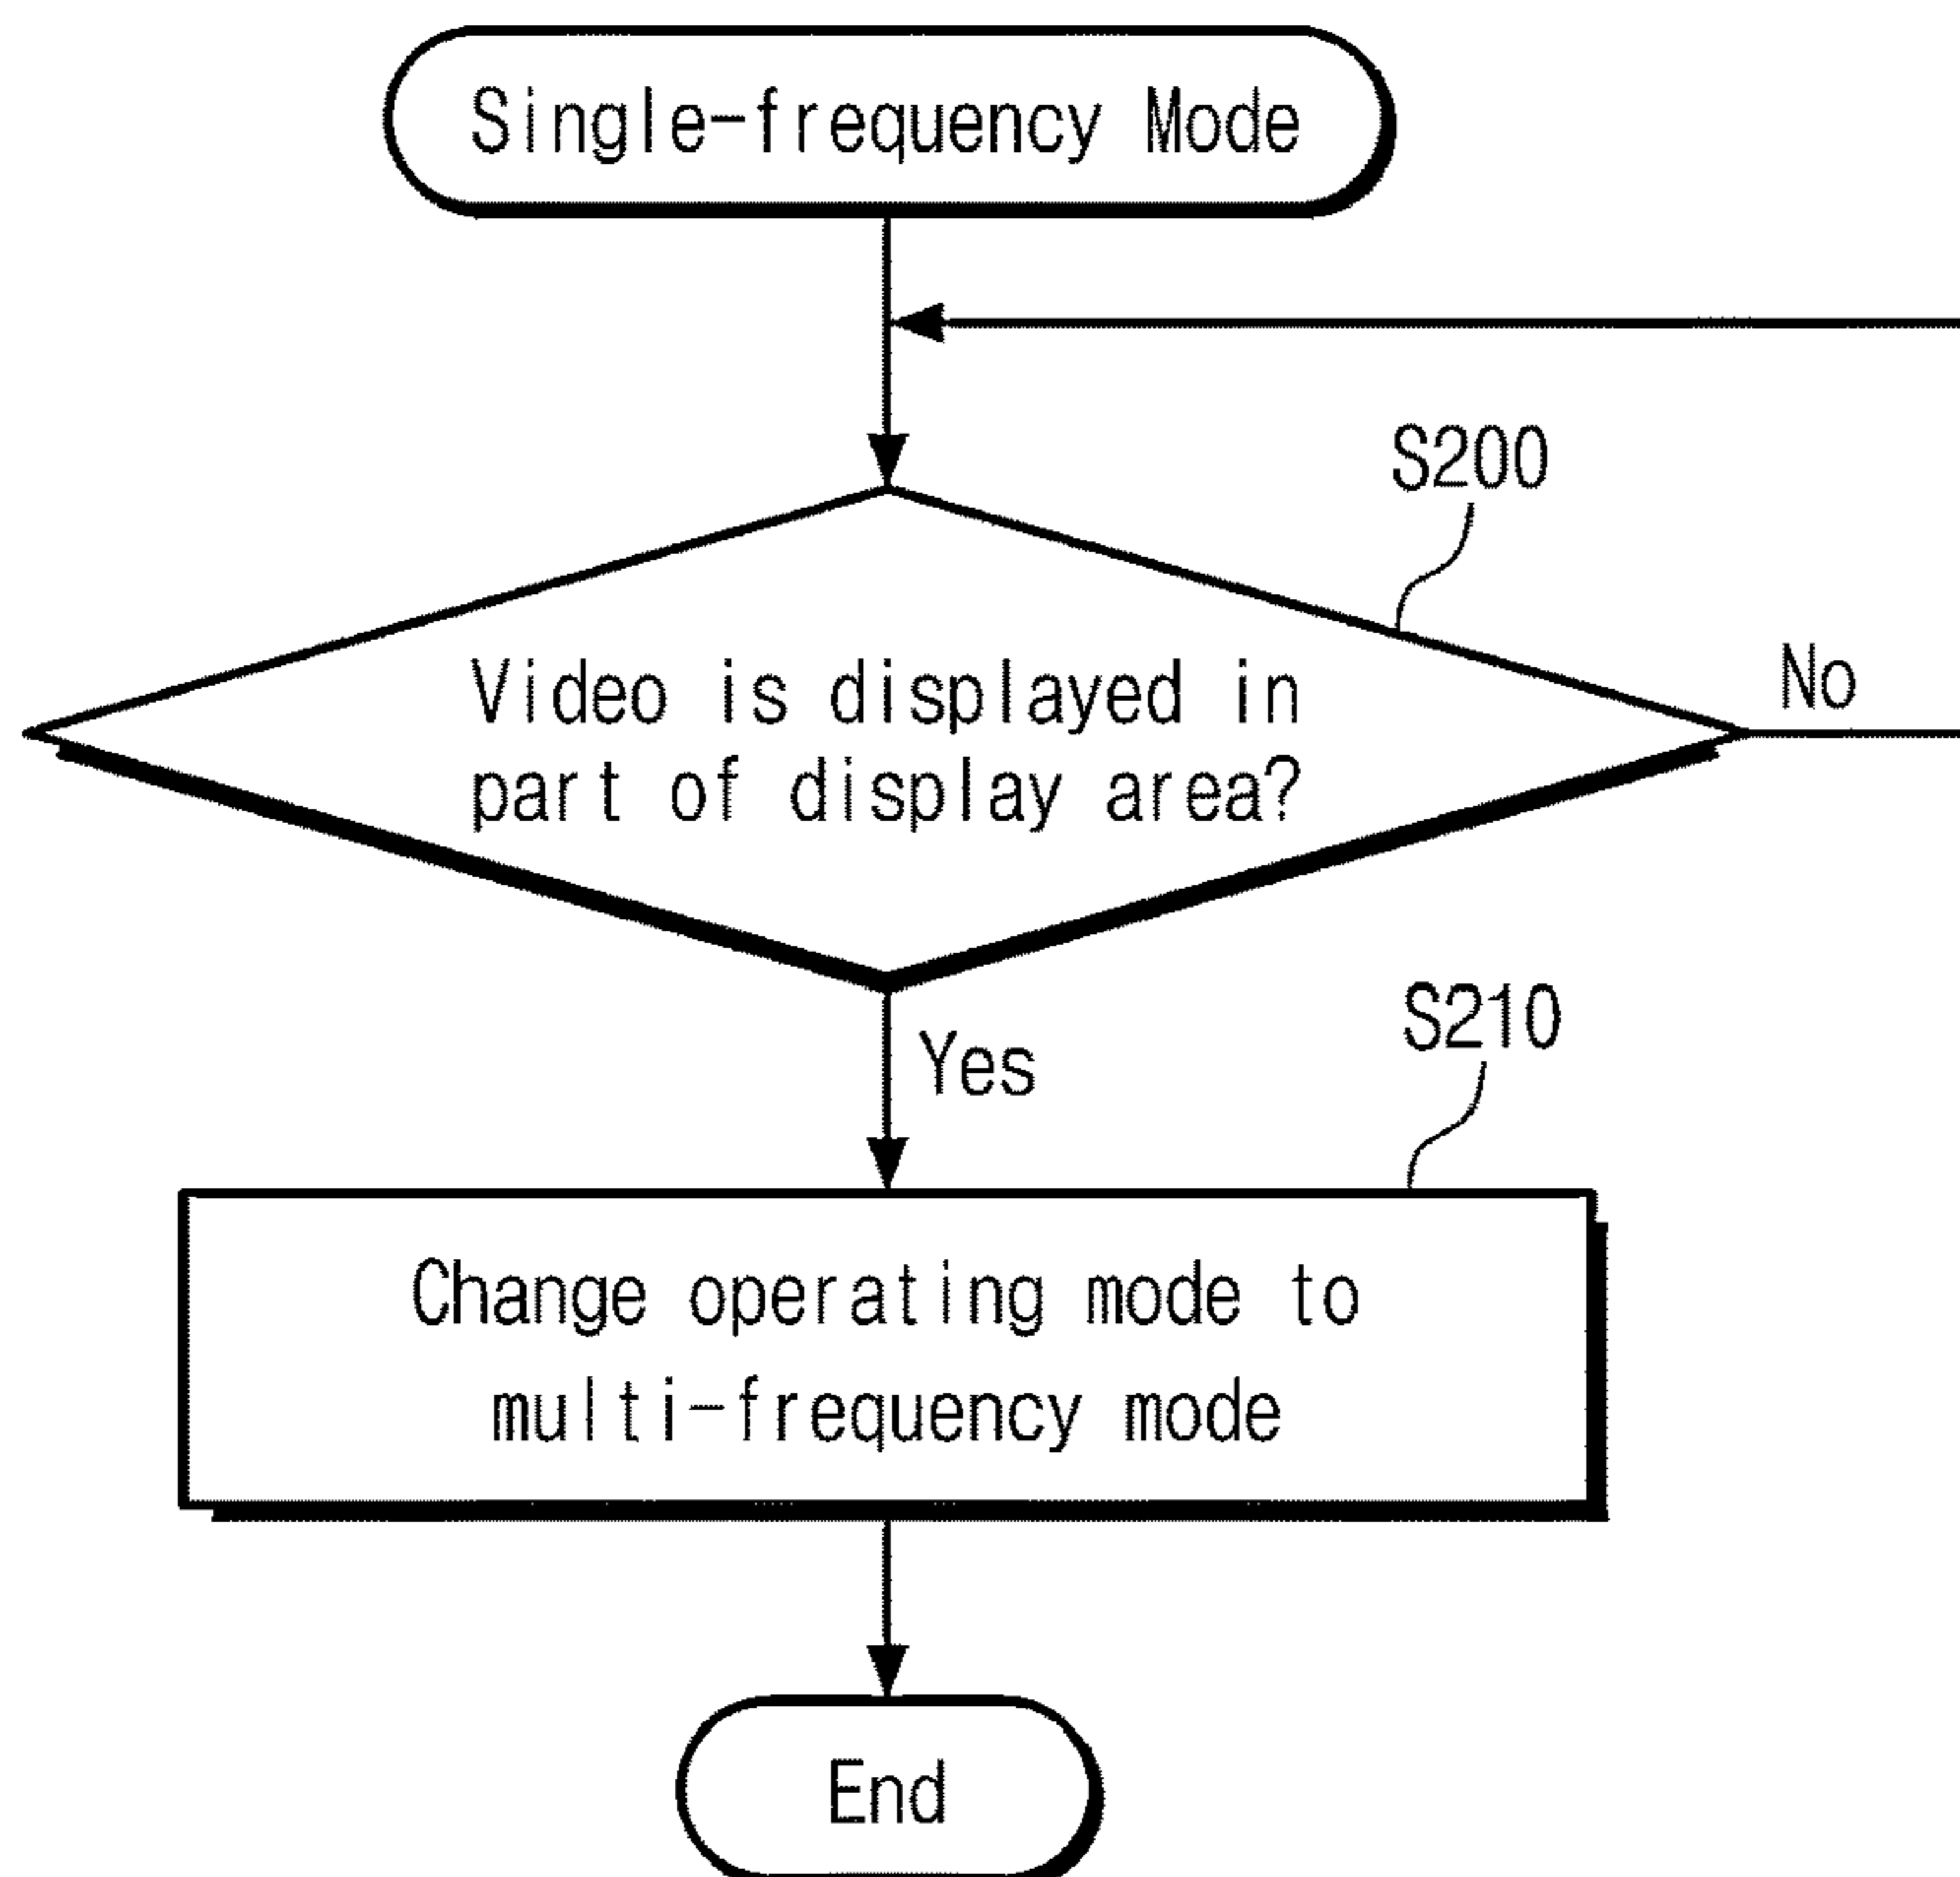 Single-frequency Mode
S200
Video is displayed in
part of display area?
No
Yes
S210
Change operating mode to
multi-frequency mode
End